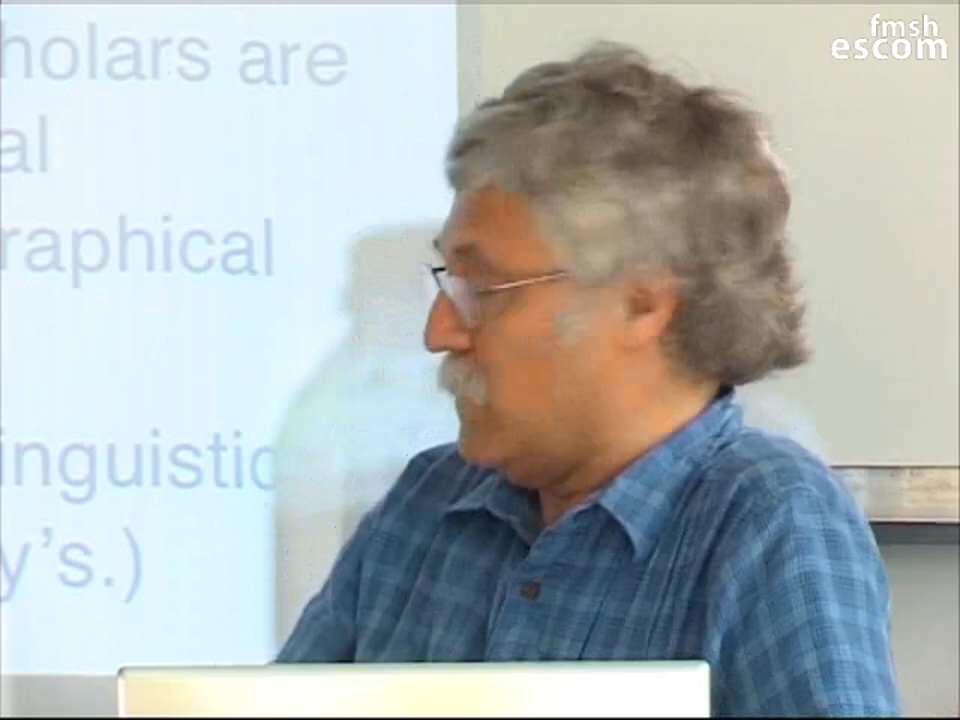 holars are
al
raphical
inguistic
y's.)
fmsh
escom